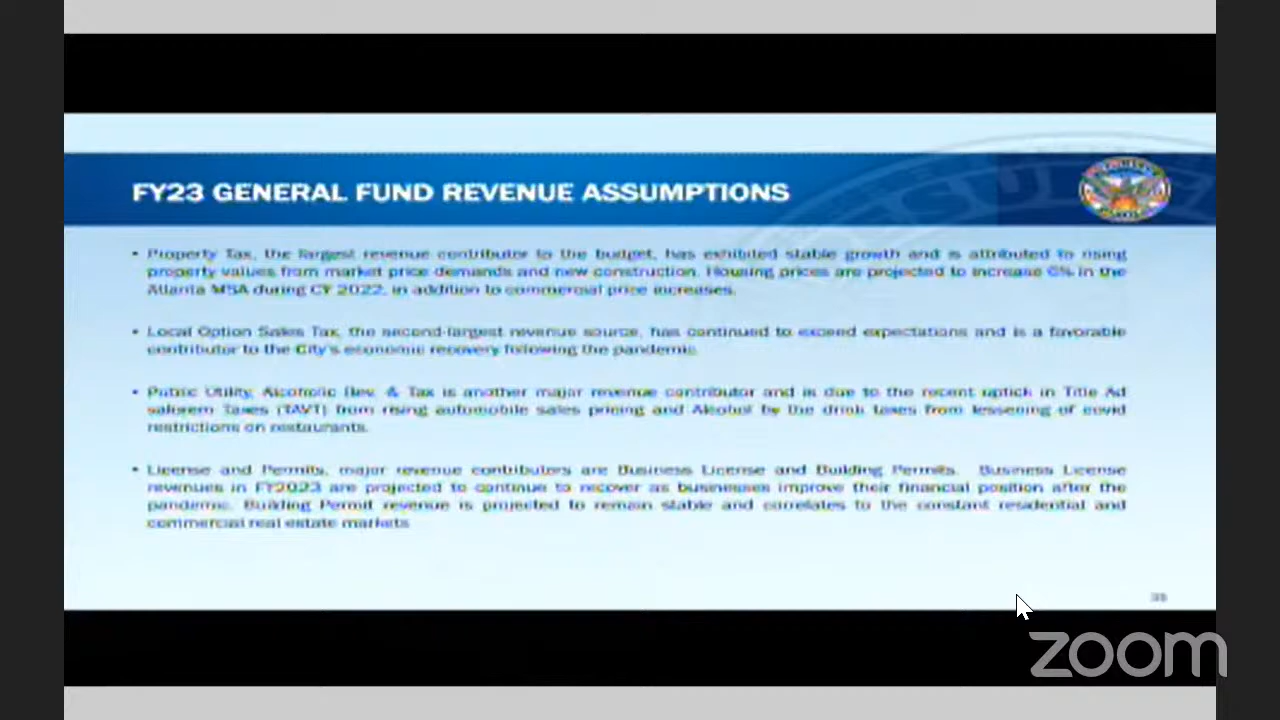 FY23 GENERAL FUND REVENUE ASSUMPTIONS
• Property Tax, the largest revenue contributor to the budget, has exhibited stable growth and is attributed to rising
property values from market price demands and new construction. Housing prices are projected to increase 6% in the
Atlanta MSA during CY 2022, in addition to commercial price increases.
• Local Option Sales Tax, the second-largest revenue source, has continued to exceed expectations and is a favorable
contributor to the City's economic recovery following the pandemic.
• Public Utility, Alcoholic Bev. & Tax is another major revenue contributor and is due to the recent uptick in Title Ad
valorem Taxes (TAVT) from rising automobile sales pricing and Alcohol by the drink taxes from lessening of covid
restrictions on restaurants.
• License and Permits, major revenue contributors are Business License and Building Permits. Business License
revenues in FY2023 are projected to continue to recover as businesses improve their financial position after the
pandemic. Building Permit revenue is projected to remain stable and correlates to the constant residential and
commercial real estate markets
zoom